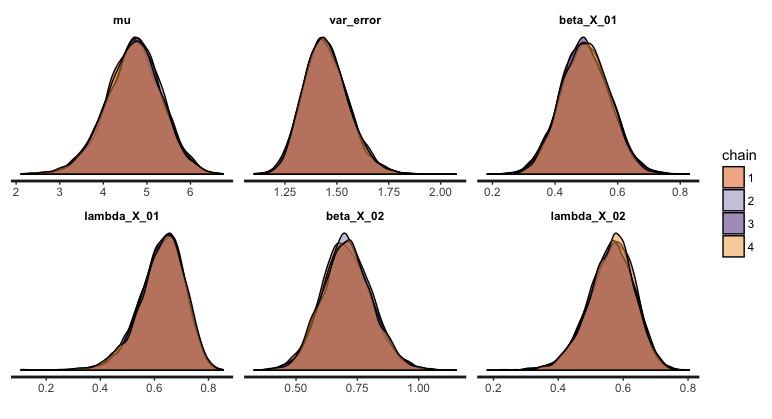 mu var_error beta_X_01
2 3 4 5 6 1.25 1.50 1.75 2.00 0.2 0.4 0.6 0.8
lambda_X_01 beta_X_02 lambda_X_02
0.2 0.4 0.6 0.8 0.50 0.75 1.00 0.2 0.4 0.6 0.8
chain
1
2
3
4